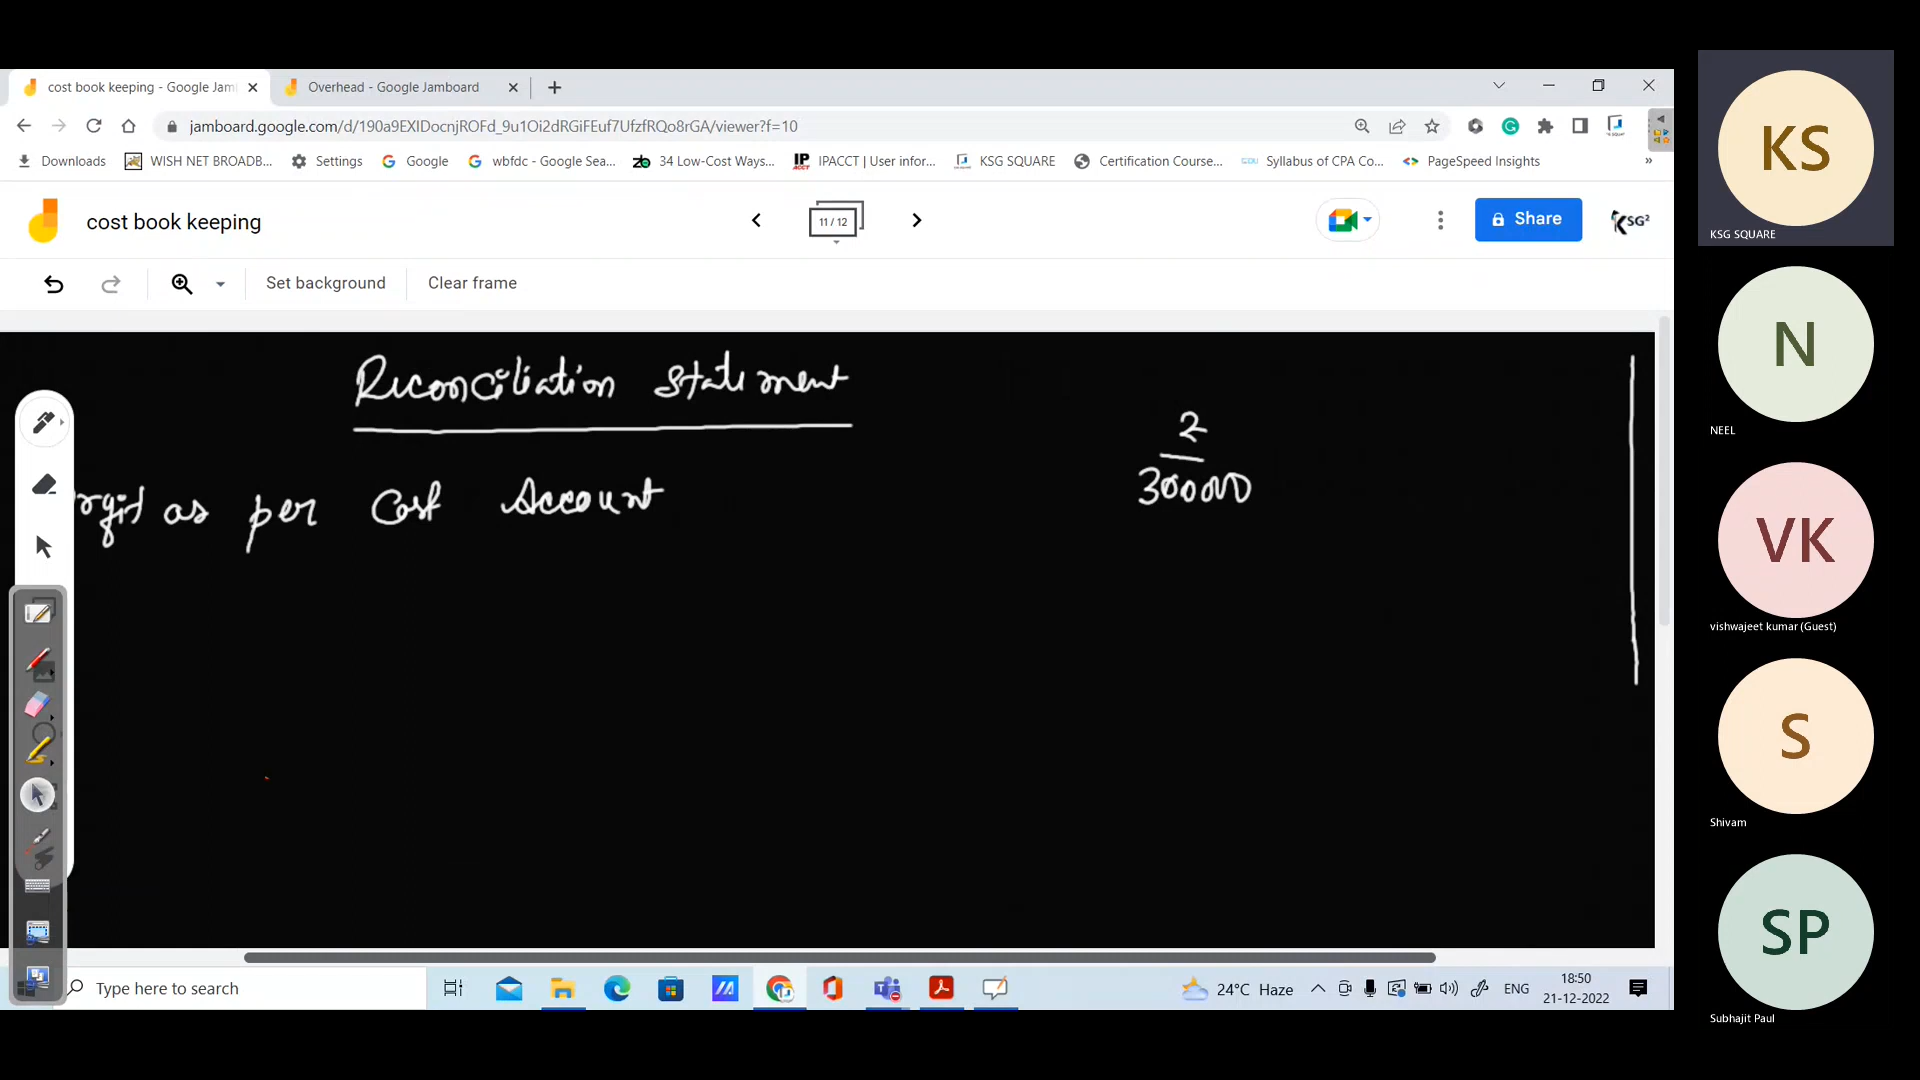 cost book keeping - Google Jam
Overhead - Google Jamboard
jamboard.google.com/d/190a9EXIDocnjROFd_9u1Oi2dRGiFEuf7UfzfRQo8rGA/viewer?f=10
Downloads
WISH NET BROADB...
Settings
Google
wbfdc - Google Sea...
34 Low-Cost Ways...
IPACCT | User infor...
KSG SQUARE
Certification Course...
Syllabus of CPA Co...
PageSpeed Insights
»
cost book keeping
11 / 12
Share
KSG²
Set background
Clear frame
Reconciliation Statement
2
300000
as per Cost Account
Type here to search
24°C Haze
ENG
18:50
21-12-2022
KS
KSG SQUARE
N
NEEL
VK
vishwajeet kumar (Guest)
S
Shivam
SP
Subhajit Paul